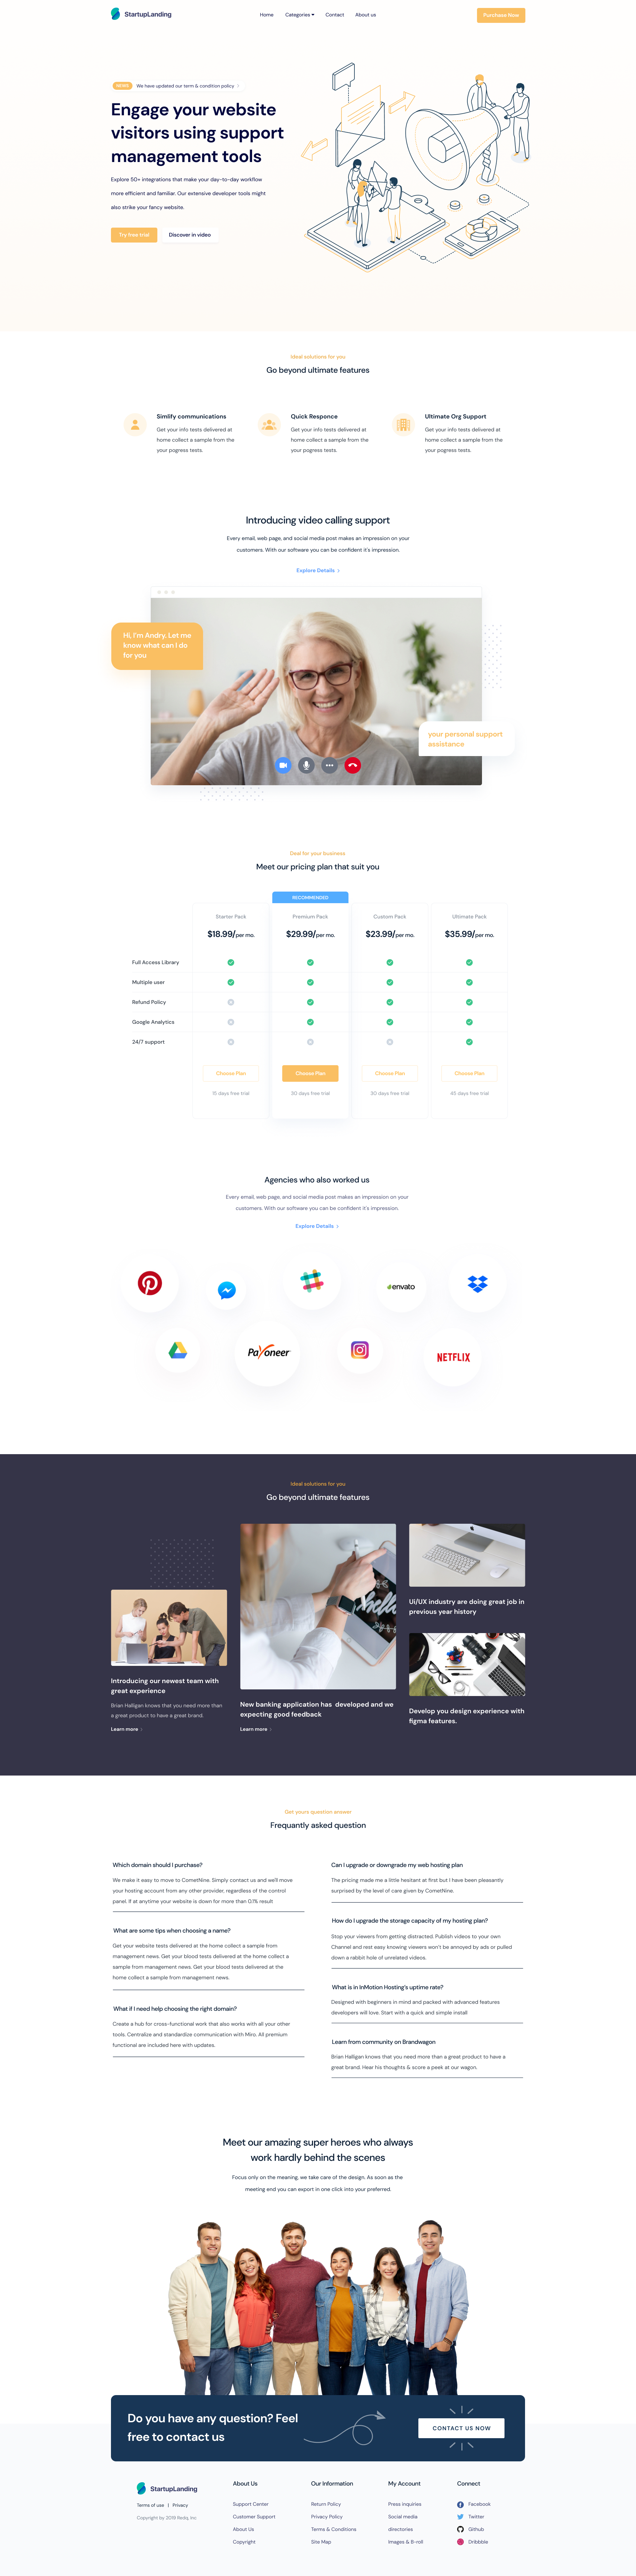 StartupLanding
Home Categories Contact About us
Purchase Now
NEWS We have updated our term & condition policy
Engage your website
visitors using support
management tools
Explore 50+ integrations that make your day-to-day workflow
more efficient and familiar. Our extensive developer tools might
also strike your fancy website.
Try free trial Discover in video
Ideal solutions for you
Go beyond ultimate features
Simlify communications
Get your info tests delivered at
home collect a sample from the
your pogress tests.
Quick Responce
Get your info tests delivered at
home collect a sample from the
your pogress tests.
Ultimate Org Support
Get your info tests delivered at
home collect a sample from the
your pogress tests.
Introducing video calling support
Every email, web page, and social media post makes an impression on your
customers. With our software you can be confident it's impression.
Explore Details
Hi, I'm Andry. Let me
know what can I do
for you
your personal support
assistance
Deal for your business
Meet our pricing plan that suit you
RECOMMENDED
Starter Pack Premium Pack Custom Pack Ultimate Pack
$18.99/per mo. $29.99/per mo. $23.99/per mo. $35.99/per mo.
Full Access Library
Multiple user
Refund Policy
Google Analytics
24/7 support
Choose Plan Choose Plan Choose Plan Choose Plan
15 days free trial 30 days free trial 30 days free trial 45 days free trial
Agencies who also worked us
Every email, web page, and social media post makes an impression on your
customers. With our software you can be confident it's impression.
Explore Details
envato
Payoneer
NETFLIX
Ideal solutions for you
Go beyond ultimate features
Introducing our newest team with
great experience
Brian Halligan knows that you need more than
a great product to have a great brand.
Learn more
New banking application has developed and we
expecting good feedback
Learn more
Ui/UX industry are doing great job in
previous year history
Develop you design experience with
figma features.
Get yours question answer
Frequantly asked question
Which domain should I purchase?
We make it easy to move to CometNine. Simply contact us and we'll move
your hosting account from any other provider, regardless of the control
panel. If at anytime your website is down for more than 0.1% result
What are some tips when choosing a name?
Get your website tests delivered at the home collect a sample from
management news. Get your blood tests delivered at the home collect a
sample from management news. Get your blood tests delivered at the
home collect a sample from management news.
What if I need help choosing the right domain?
Create a hub for cross-functional work that also works with all your other
tools. Centralize and standardize communication with Miro. All premium
functional are included here with updates.
Can I upgrade or downgrade my web hosting plan
The pricing made me a little hesitant at first but I have been pleasantly
surprised by the level of care given by CometNine.
How do I upgrade the storage capacity of my hosting plan?
Stop your viewers from getting distracted. Publish videos to your own
Channel and rest easy knowing viewers won't be annoyed by ads or pulled
down a rabbit hole of unrelated videos.
What is in InMotion Hosting's uptime rate?
Designed with beginners in mind and packed with advanced features
developers will love. Start with a quick and simple install
Learn from community on Brandwagon
Brian Halligan knows that you need more than a great product to have a
great brand. Hear his thoughts & score a peek at our wagon.
Meet our amazing super heroes who always
work hardly behind the scenes
Focus only on the meaning, we take care of the design. As soon as the
meeting end you can export in one click into your preferred.
Do you have any question? Feel
free to contact us
CONTACT US NOW
StartupLanding
Terms of use | Privacy
Copyright by 2019 RedQ, Inc
About Us
Support Center
Customer Support
About Us
Copyright
Our Information
Return Policy
Privacy Policy
Terms & Conditions
Site Map
My Account
Press inquiries
Social media
directories
Images & B-roll
Connect
Facebook
Twitter
Github
Dribbble